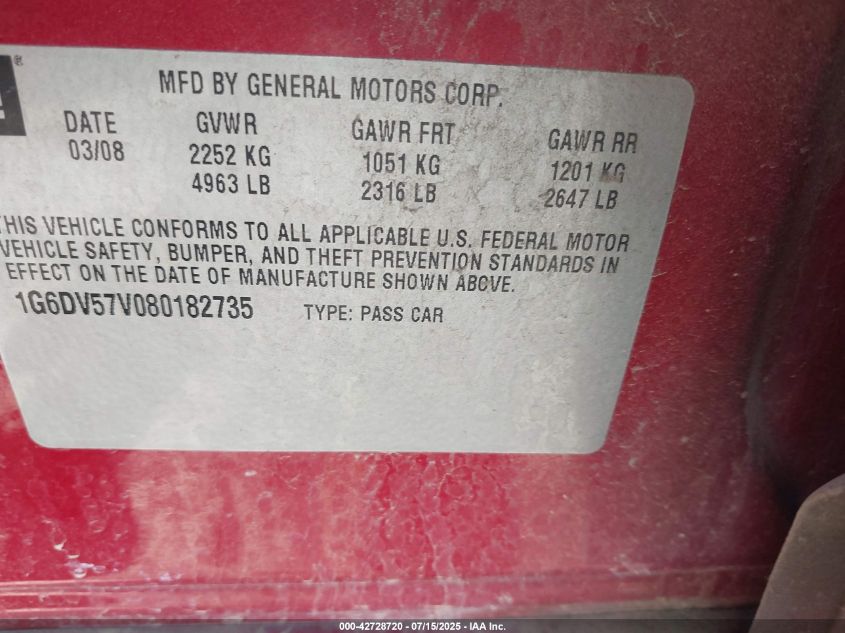 MFD BY GENERAL MOTORS CORP.
DATE GVWR GAWR FRT GAWR RR
03/08 2252 KG 1051 KG 1201 KG
4963 LB 2316 LB 2647 LB
THIS VEHICLE CONFORMS TO ALL APPLICABLE U.S. FEDERAL MOTOR
VEHICLE SAFETY, BUMPER, AND THEFT PREVENTION STANDARDS IN
EFFECT ON THE DATE OF MANUFACTURE SHOWN ABOVE.
1G6DV57V080182735 TYPE: PASS CAR
000-42728720 - 07/15/2025 - IAA Inc.